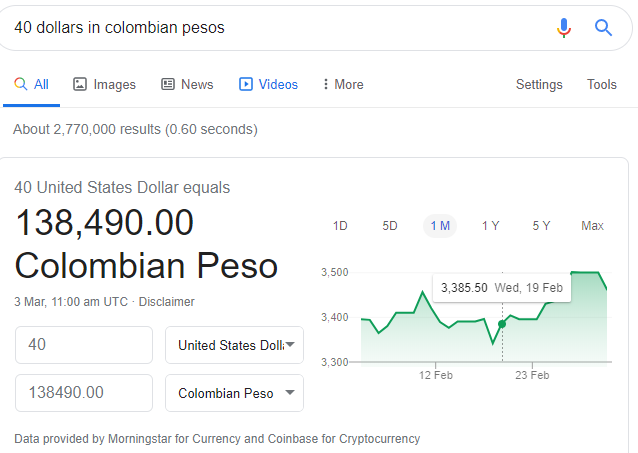 40 dollars in colombian pesos
All Images News Videos More Settings Tools
About 2,770,000 results (0.60 seconds)
40 United States Dollar equals
138,490.00
Colombian Peso
3 Mar, 11:00 am UTC · Disclaimer
40 United States Dolla
138490.00 Colombian Peso
1D 5D 1 M 1 Y 5 Y Max
3,500
3,385.50 Wed, 19 Feb
3,400
3,300
12 Feb 23 Feb
Data provided by Morningstar for Currency and Coinbase for Cryptocurrency